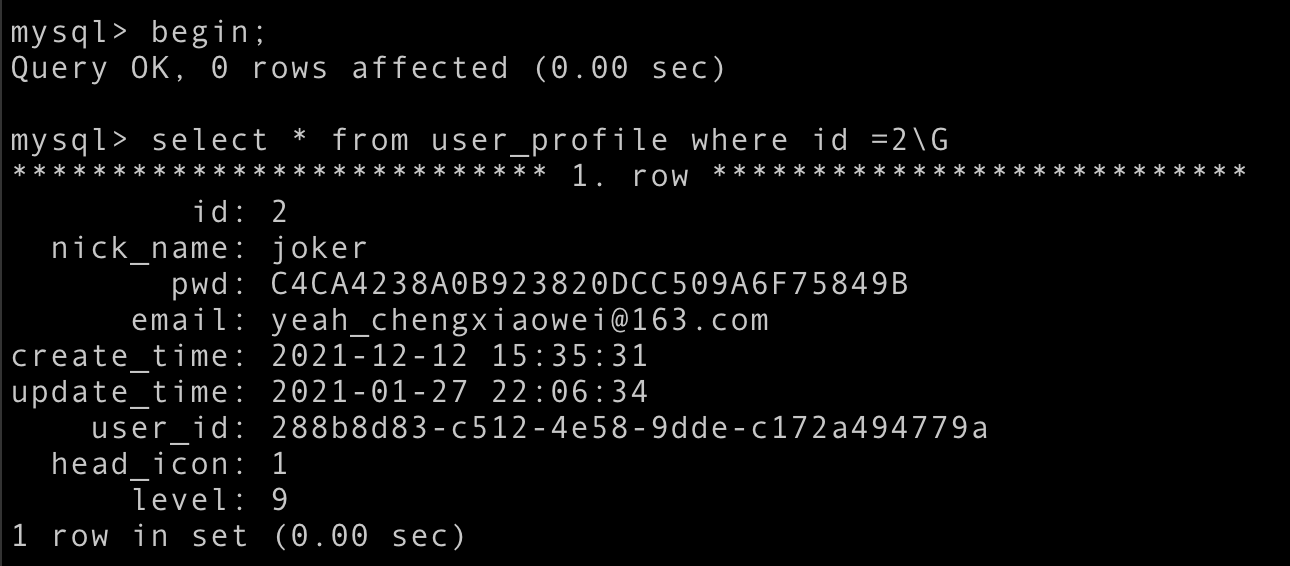 mysql> begin;
Query OK, 0 rows affected (0.00 sec)
mysql> select * from user_profile where id =2\G
*************************** 1. row ***************************
id: 2
nick_name: joker
pwd: C4CA4238A0B923820DCC509A6F75849B
email: yeah_chengxiaowei@163.com
create_time: 2021-12-12 15:35:31
update_time: 2021-01-27 22:06:34
user_id: 288b8d83-c512-4e58-9dde-c172a494779a
head_icon: 1
level: 9
1 row in set (0.00 sec)